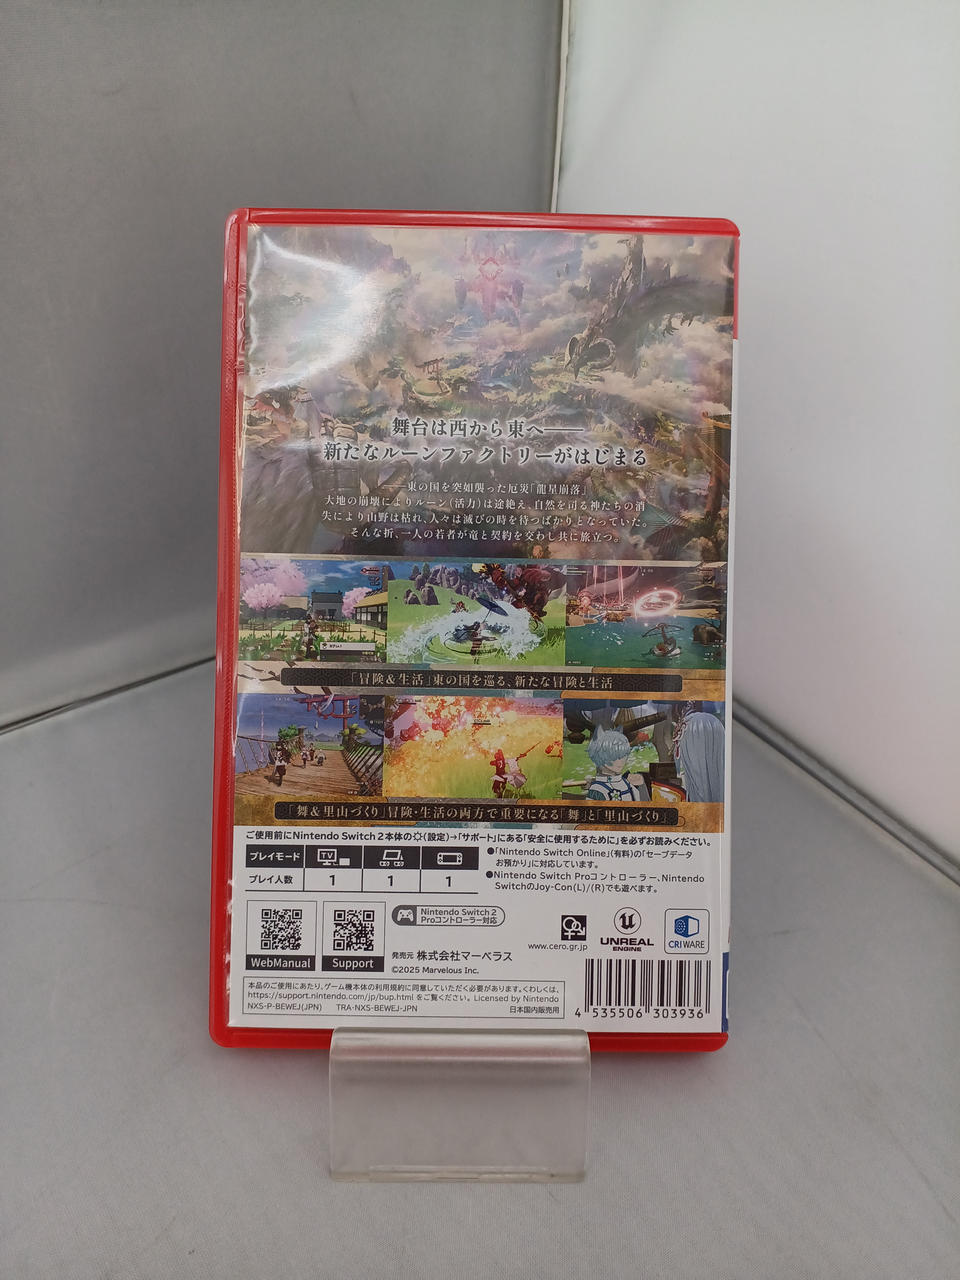 舞台は西から東へ――
新たなルーンファクトリーがはじまる
――東の国を突如襲った厄災「龍星崩落」
大地の崩壊によりルーン(活力)は途絶え、自然を司る神たちの消
失により山野は枯れ、人々は滅びの時を待つばかりとなっていた。
そんな折、一人の若者が竜と契約を交わし共に旅立つ。
「冒険&生活」東の国を巡る、新たな冒険と生活
「舞&里山づくり」冒険・生活の両方で重要になる「舞」と「里山づくり」
ご使用前にNintendo Switch 2本体の(設定)→「サポート」にある「安全に使用するために」を必ずお読みください。
プレイモード
TV
プレイ人数 1 1 1
●「Nintendo Switch Online」(有料)の「セーブデータ
お預かり」に対応しています。
●Nintendo Switch Proコントローラー、Nintendo
SwitchのJoy-Con(L)/(R)でも遊べます。
WebManual
Support
Nintendo Switch 2
Proコントローラー対応
発売元 株式会社マーベラス
©2025 Marvelous Inc.
www.cero.gr.jp
UNREAL
ENGINE
CRIWARE
本品のご使用にあたり、ゲーム機本体の利用規約に同意していただく必要があります。くわしくは、
https://support.nintendo.com/jp/bup.html をご覧ください。 Licensed by Nintendo
NXS-P-BEWEJ(JPN) TRA-NXS-BEWEJ-JPN 日本国内販売用
4 535506 303936